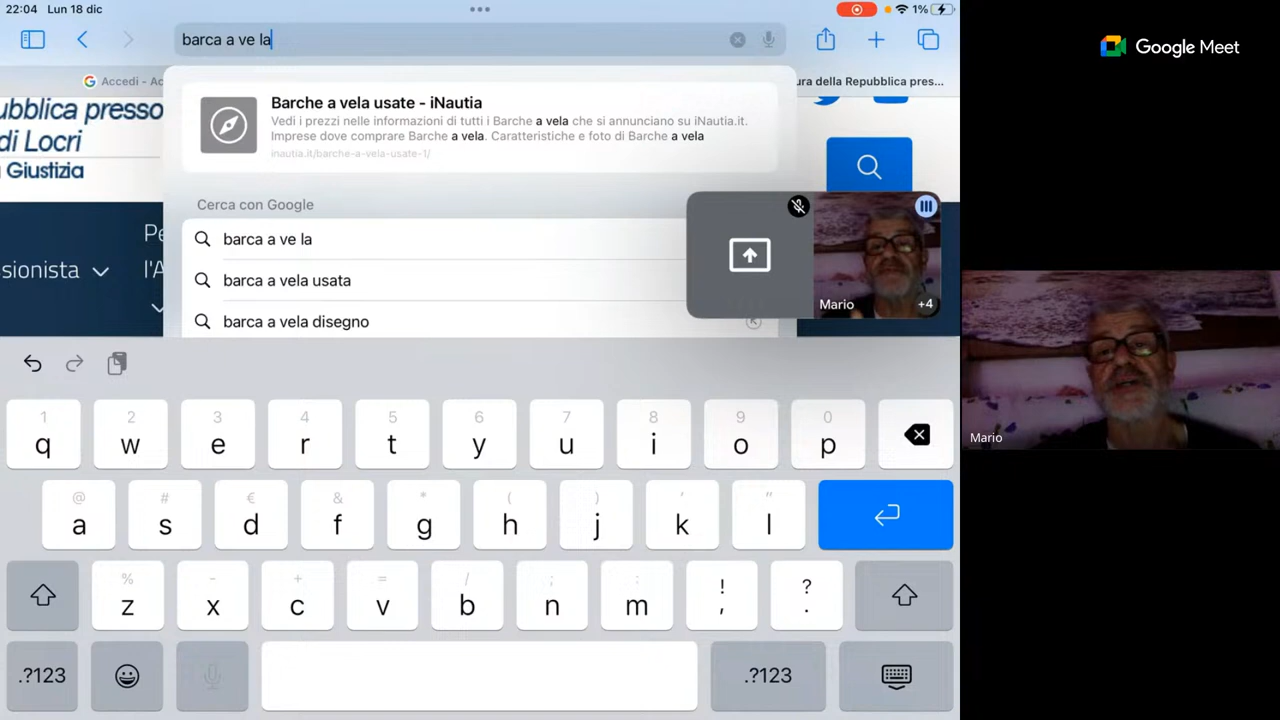 22:04 Lun 18 dic
1%
barca a ve la
Google Meet
Accedi - Ac
ura della Repubblica pres...
ubblica presso
di Locri
a Giustizia
Barche a vela usate - iNautia
Vedi i prezzi nelle informazioni di tutti i Barche a vela che si annunciano su iNautia.it.
Imprese dove comprare Barche a vela. Caratteristiche e foto di Barche a vela
inautia.it/barche-a-vela-usate-1/
Cerca con Google
barca a ve la
barca a vela usata
barca a vela disegno
Pe
ssionista
l'A
Mario
+4
Mario
1 2 3 4 5 6 7 8 9 0
q w e r t y u i o p
@ # € & * ( ) ' "
a s d f g h j k l
% - + = / ; : ! ?
z x c v b n m , .
.?123
.?123